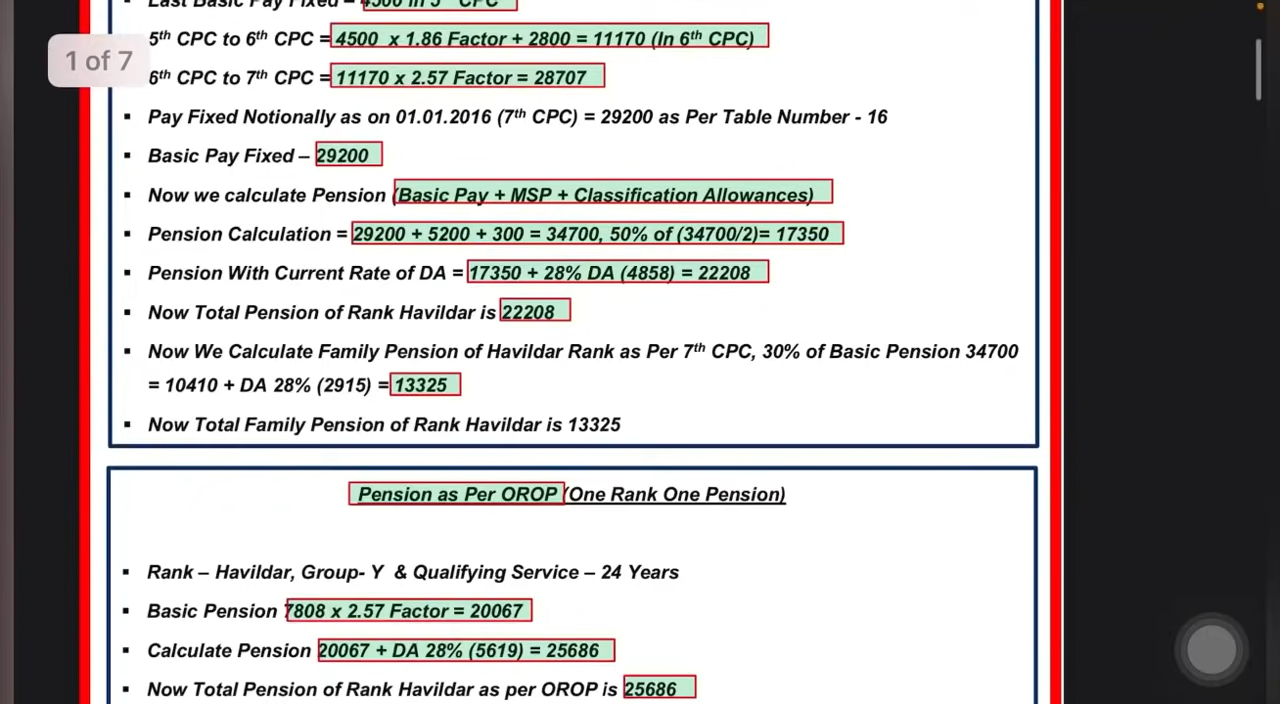 Last Basic Pay Fixed – 4500 in 5th CPC
5th CPC to 6th CPC = 4500 x 1.86 Factor + 2800 = 11170 (In 6th CPC)
1 of 7
6th CPC to 7th CPC = 11170 x 2.57 Factor = 28707
▪ Pay Fixed Notionally as on 01.01.2016 (7th CPC) = 29200 as Per Table Number - 16
▪ Basic Pay Fixed – 29200
▪ Now we calculate Pension (Basic Pay + MSP + Classification Allowances)
▪ Pension Calculation = 29200 + 5200 + 300 = 34700, 50% of (34700/2)= 17350
▪ Pension With Current Rate of DA = 17350 + 28% DA (4858) = 22208
▪ Now Total Pension of Rank Havildar is 22208
▪ Now We Calculate Family Pension of Havildar Rank as Per 7th CPC, 30% of Basic Pension 34700
= 10410 + DA 28% (2915) = 13325
▪ Now Total Family Pension of Rank Havildar is 13325
Pension as Per OROP (One Rank One Pension)
▪ Rank – Havildar, Group- Y & Qualifying Service – 24 Years
▪ Basic Pension 7808 x 2.57 Factor = 20067
▪ Calculate Pension 20067 + DA 28% (5619) = 25686
▪ Now Total Pension of Rank Havildar as per OROP is 25686